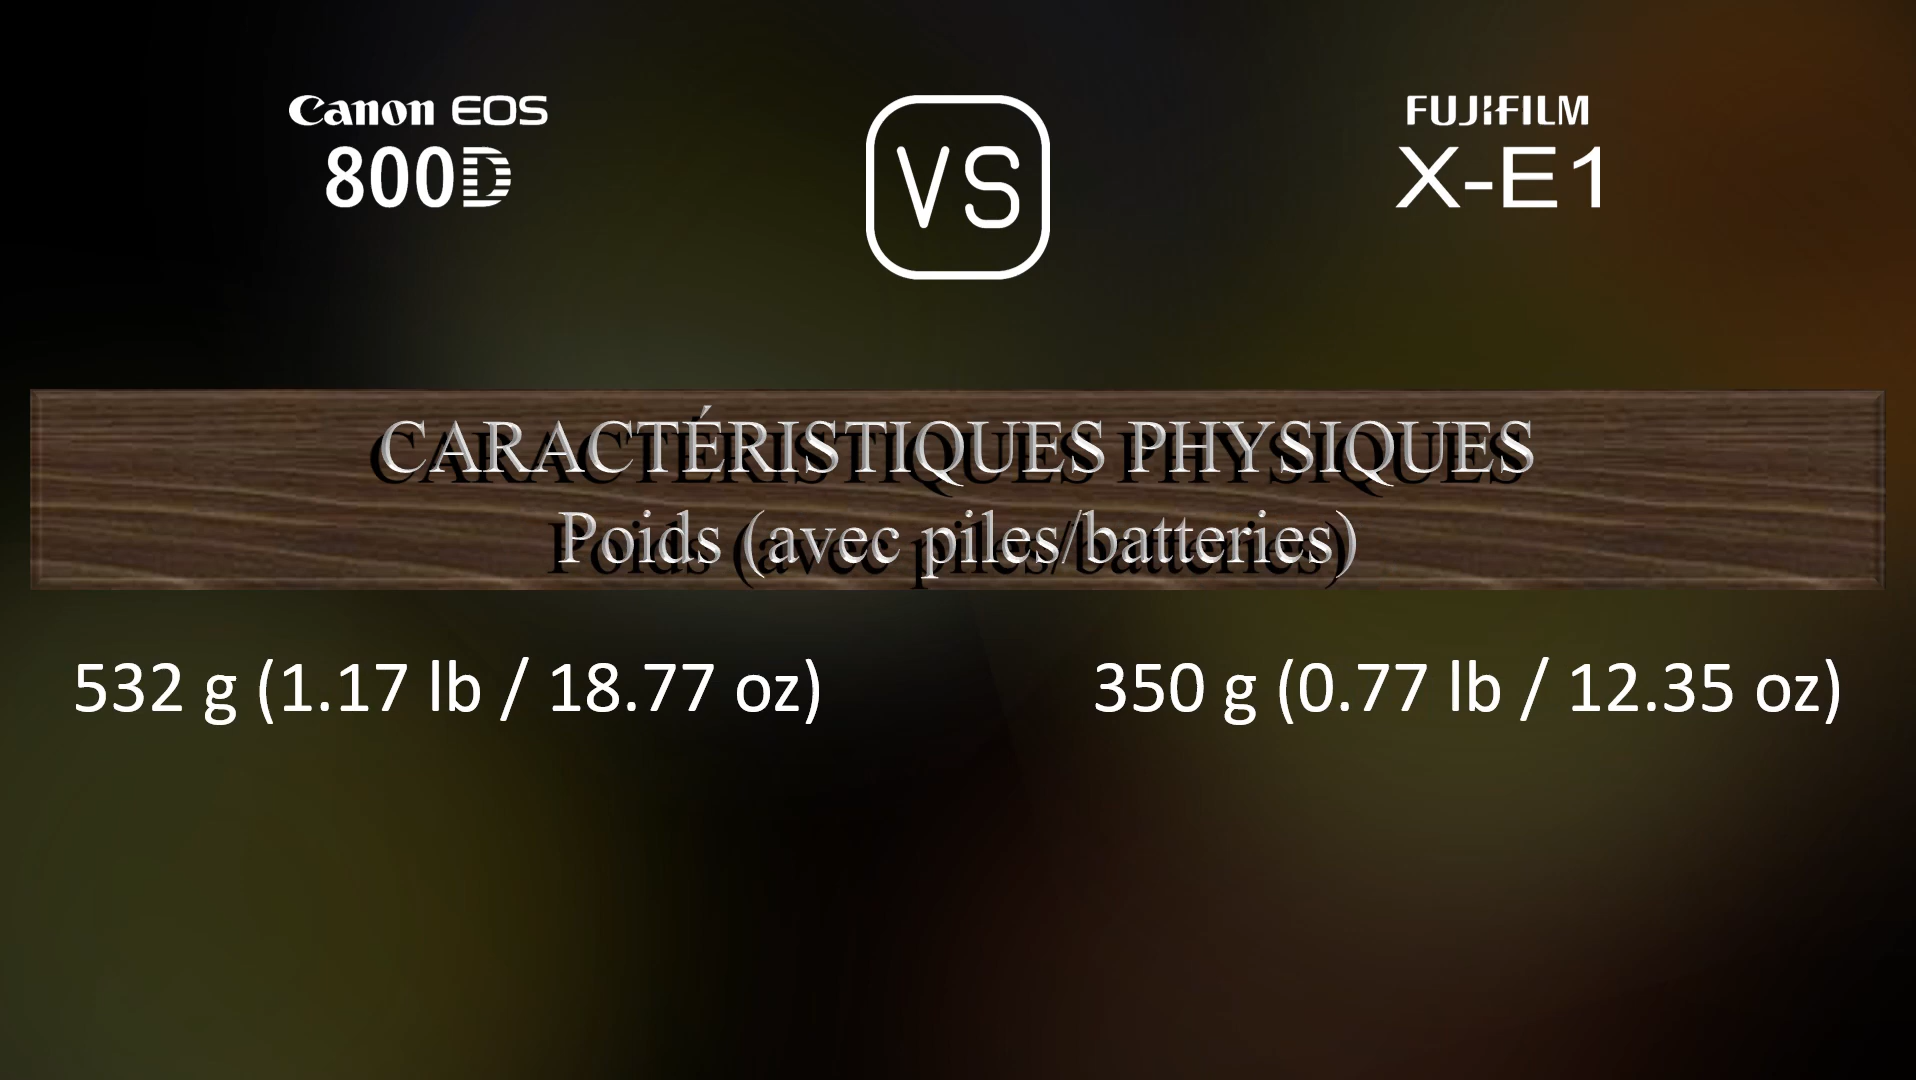 Canon EOS
800D
VS
FUJIFILM
X-E1
CARACTÉRISTIQUES PHYSIQUES
Poids (avec piles/batteries)
532 g (1.17 lb / 18.77 oz)
350 g (0.77 lb / 12.35 oz)